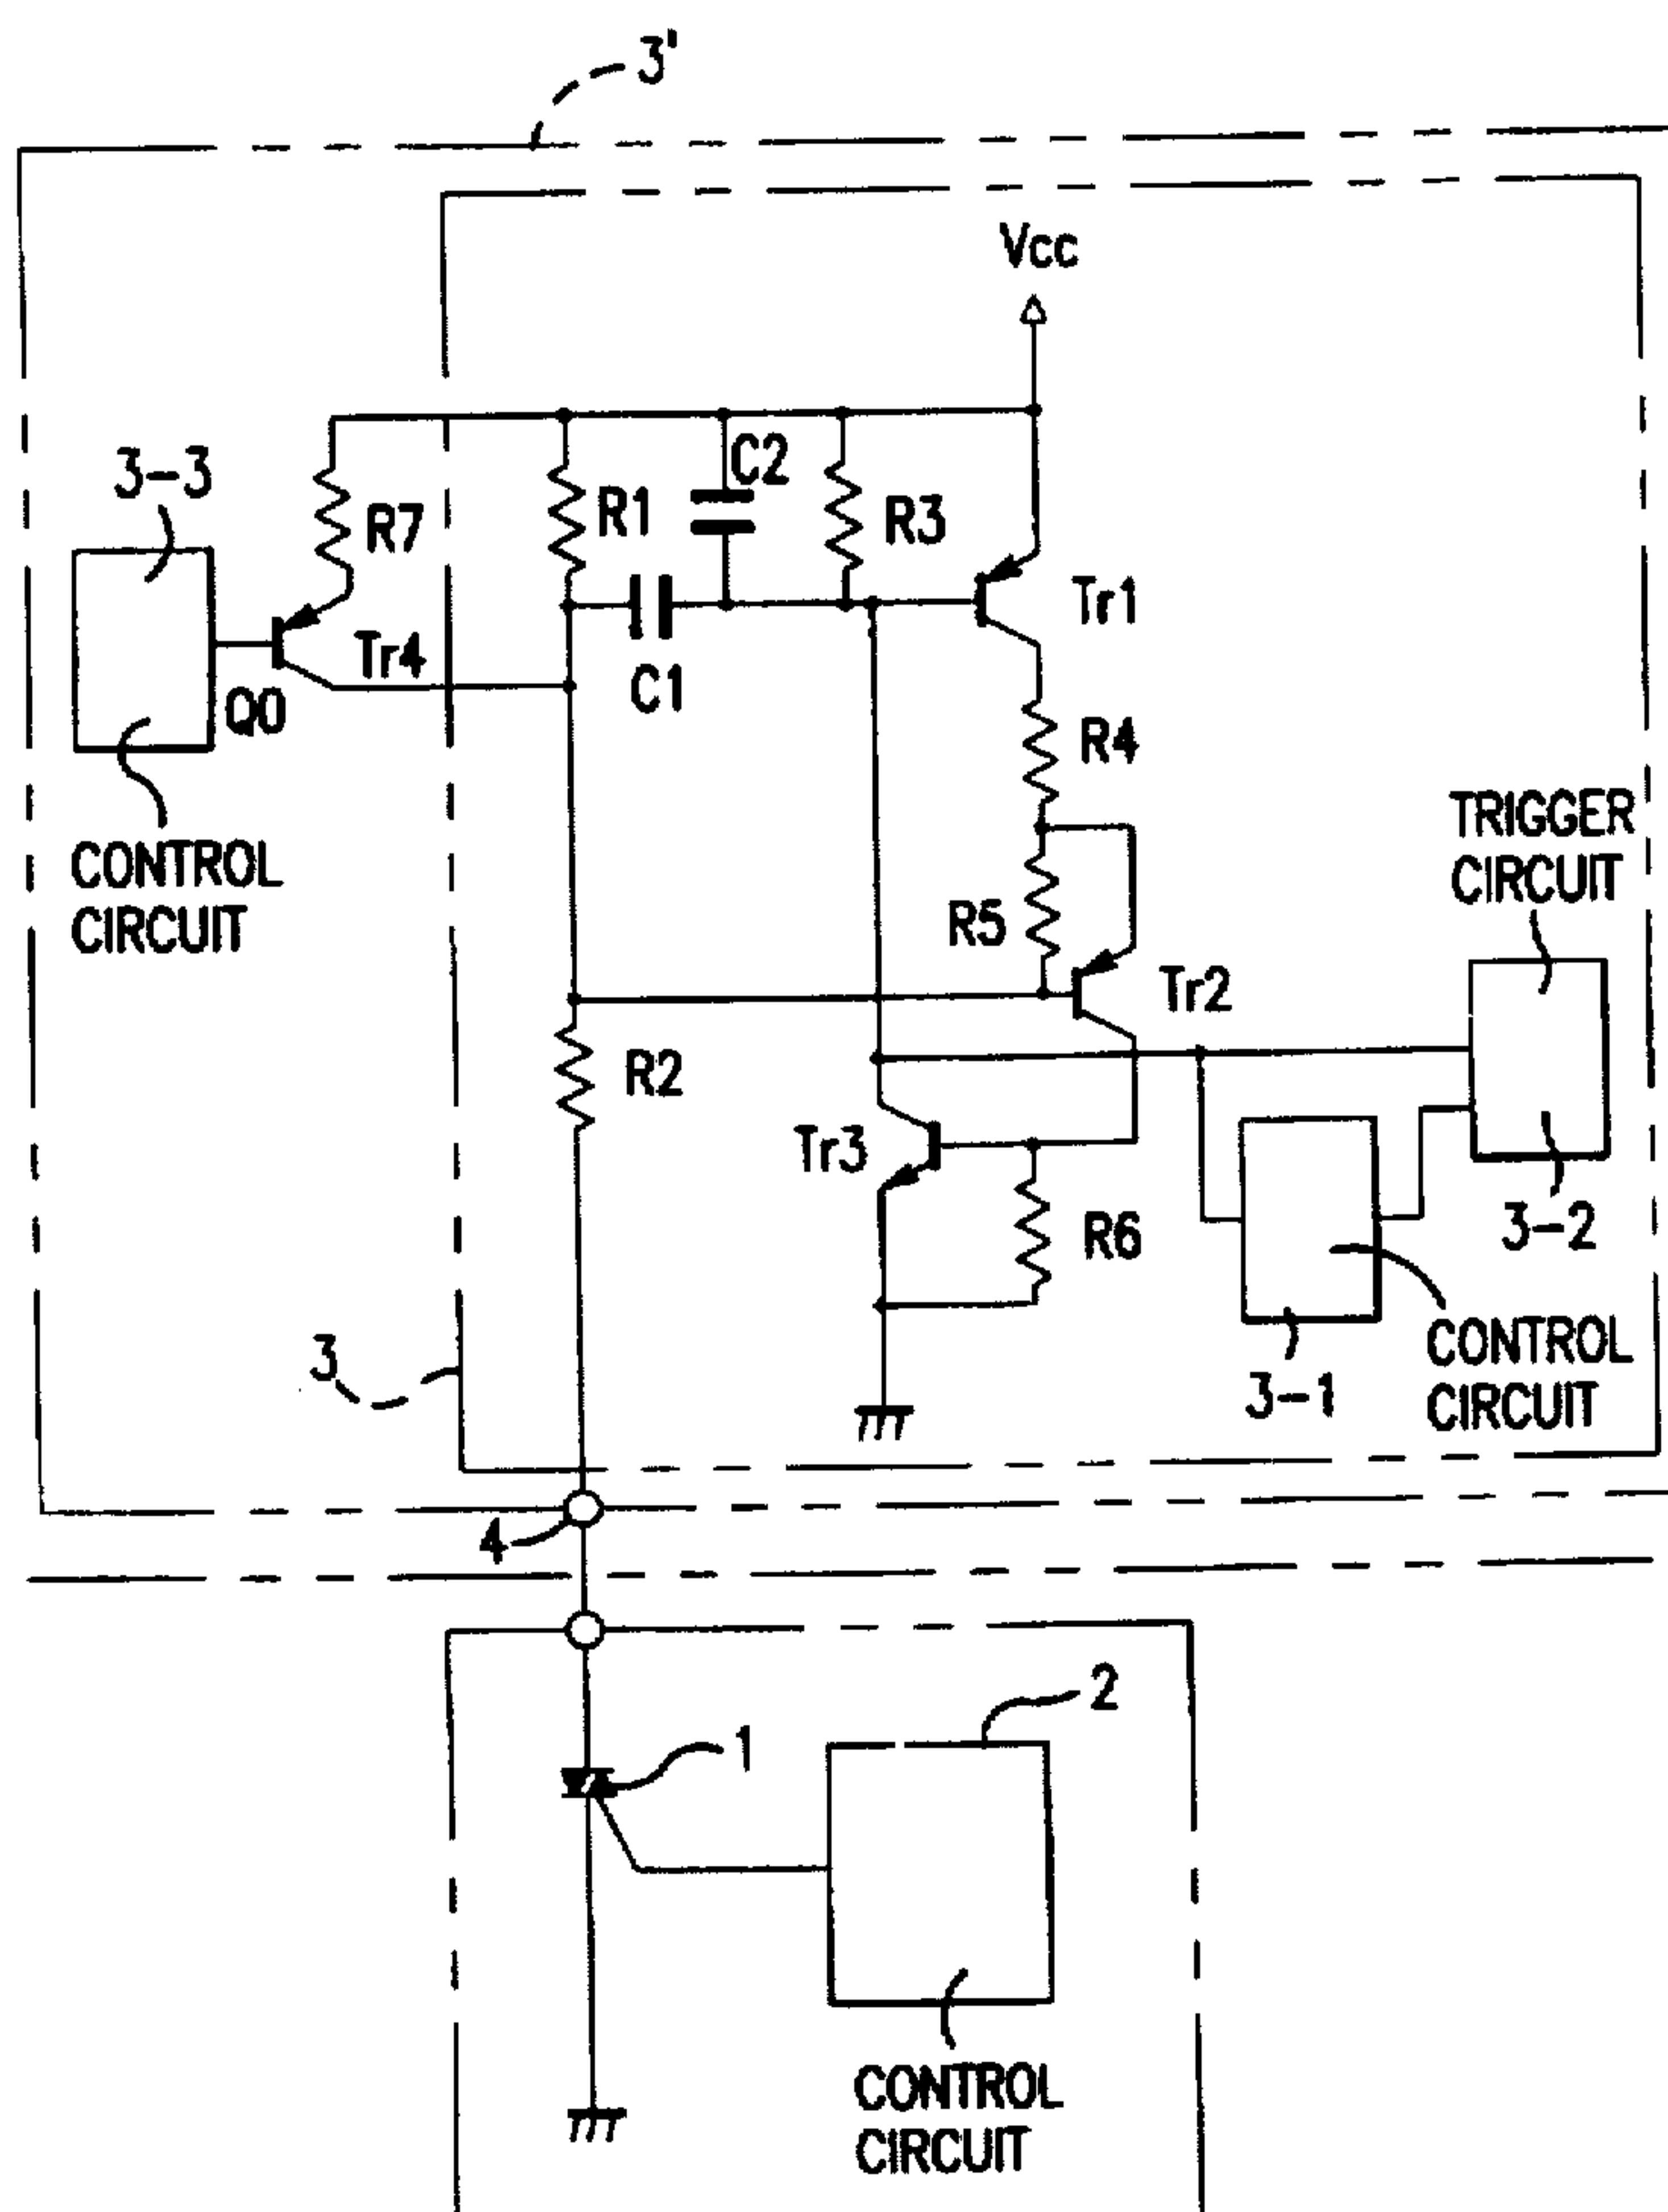 3'
Vcc
3-3
R7
R1
C2
R3
Tr1
Tr4
Q0
C1
R4
CONTROL
CIRCUIT
TRIGGER
CIRCUIT
R5
Tr2
R2
Tr3
R6
3-2
3
3-1
CONTROL
CIRCUIT
4
1
2
CONTROL
CIRCUIT